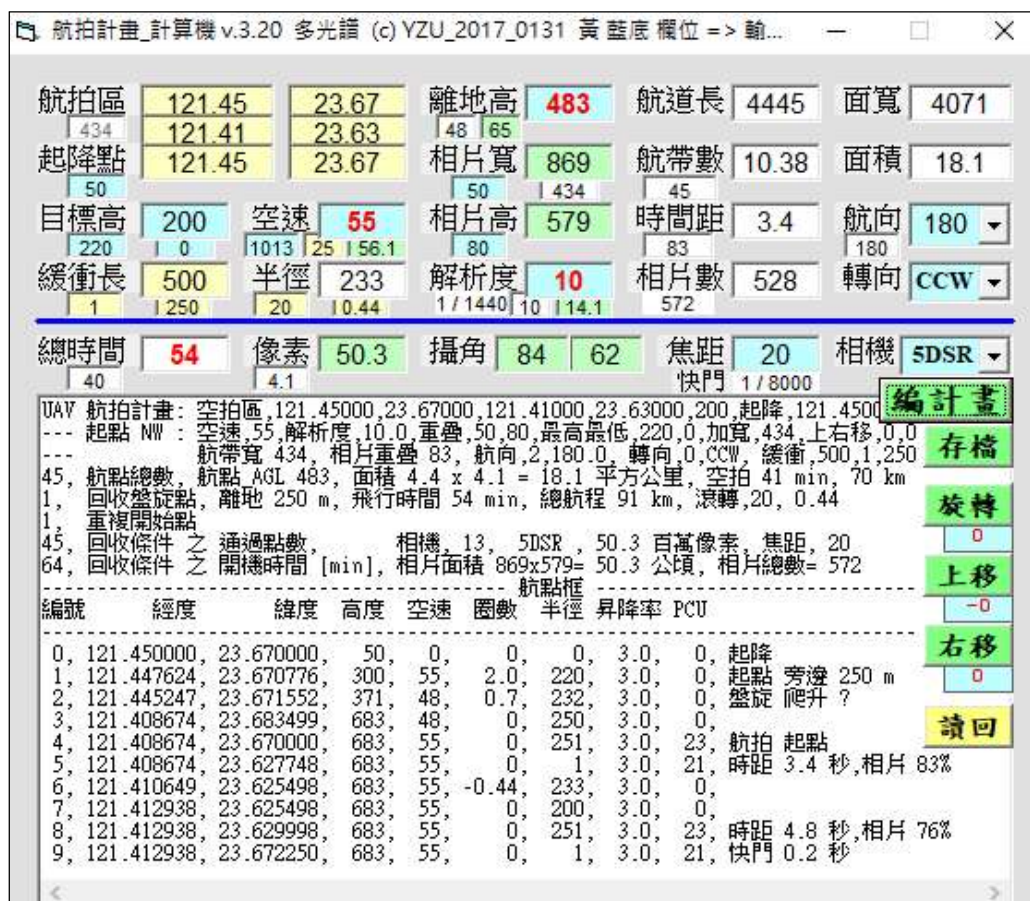 航拍計畫_計算機 v.3.20 多光譜 (c) YZU_2017_0131 黃 藍底 欄位 => 輸...
航拍區 121.45 23.67 離地高 483 航道長 4445 面寬 4071
434 121.41 23.63 48 65
起降點 121.45 23.67 相片寬 869 航帶數 10.38 面積 18.1
50 50 434 45
目標高 200 空速 55 相片高 579 時間距 3.4 航向 180
220 0 1013 25 56.1 80 83 180
緩衝長 500 半徑 233 解析度 10 相片數 528 轉向 CCW
1 250 20 0.44 1 / 1440 10 14.1 572
總時間 54 像素 50.3 攝角 84 62 焦距 20 相機 5DSR
40 4.1 快門 1 / 8000
編計畫
UAV 航拍計畫: 空拍區,121.45000,23.67000,121.41000,23.63000,200,起降,121.4500
--- 起點 NW : 空速,55,解析度,10.0,重疊,50,80,最高最低,220,0,加寬,434,上右移,0,0
--- 航帶寬 434, 相片重疊 83, 航向,2,180.0, 轉向,0,CCW, 緩衝,500,1,250
45, 航點總數, 航點 AGL 483, 面積 4.4 x 4.1 = 18.1 平方公里, 空拍 41 min, 70 km
1, 回收盤旋點, 離地 250 m, 飛行時間 54 min, 總航程 91 km, 滾轉,20, 0.44
1, 重複開始點
45, 回收條件 之 通過點數, 相機, 13, 5DSR , 50.3 百萬像素, 焦距, 20
64, 回收條件 之 開機時間 [min], 相片面積 869x579= 50.3 公頃, 相片總數= 572
------------------------------------------------ 航點框 ------------------------------------
編號 經度 緯度 高度 空速 圈數 半徑 昇降率 PCU
------------------------------------------------------------------------------------------
0, 121.450000, 23.670000, 50, 0, 0, 0, 3.0, 0, 起降
1, 121.447624, 23.670776, 300, 55, 2.0, 220, 3.0, 0, 起點 旁邊 250 m
2, 121.445247, 23.671552, 371, 48, 0.7, 232, 3.0, 0, 盤旋 爬升 ?
3, 121.408674, 23.683499, 683, 48, 0, 250, 3.0, 0,
4, 121.408674, 23.670000, 683, 55, 0, 251, 3.0, 23, 航拍 起點
5, 121.408674, 23.627748, 683, 55, 0, 1, 3.0, 21, 時距 3.4 秒,相片 83%
6, 121.410649, 23.625498, 683, 55, -0.44, 233, 3.0, 0,
7, 121.412938, 23.625498, 683, 55, 0, 200, 3.0, 0,
8, 121.412938, 23.629998, 683, 55, 0, 251, 3.0, 23, 時距 4.8 秒,相片 76%
9, 121.412938, 23.672250, 683, 55, 0, 1, 3.0, 21, 快門 0.2 秒
存檔
旋轉
0
上移
-0
右移
0
讀回